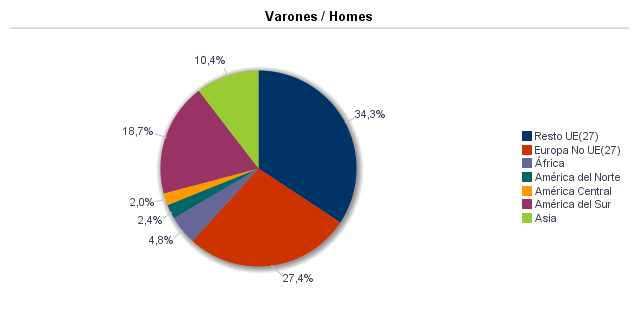 Varones / Homes
10,4%
34,3%
18,7%
2,0%
2,4%
4,8%
27,4%
Resto UE(27)
Europa No UE(27)
África
América del Norte
América Central
América del Sur
Asia